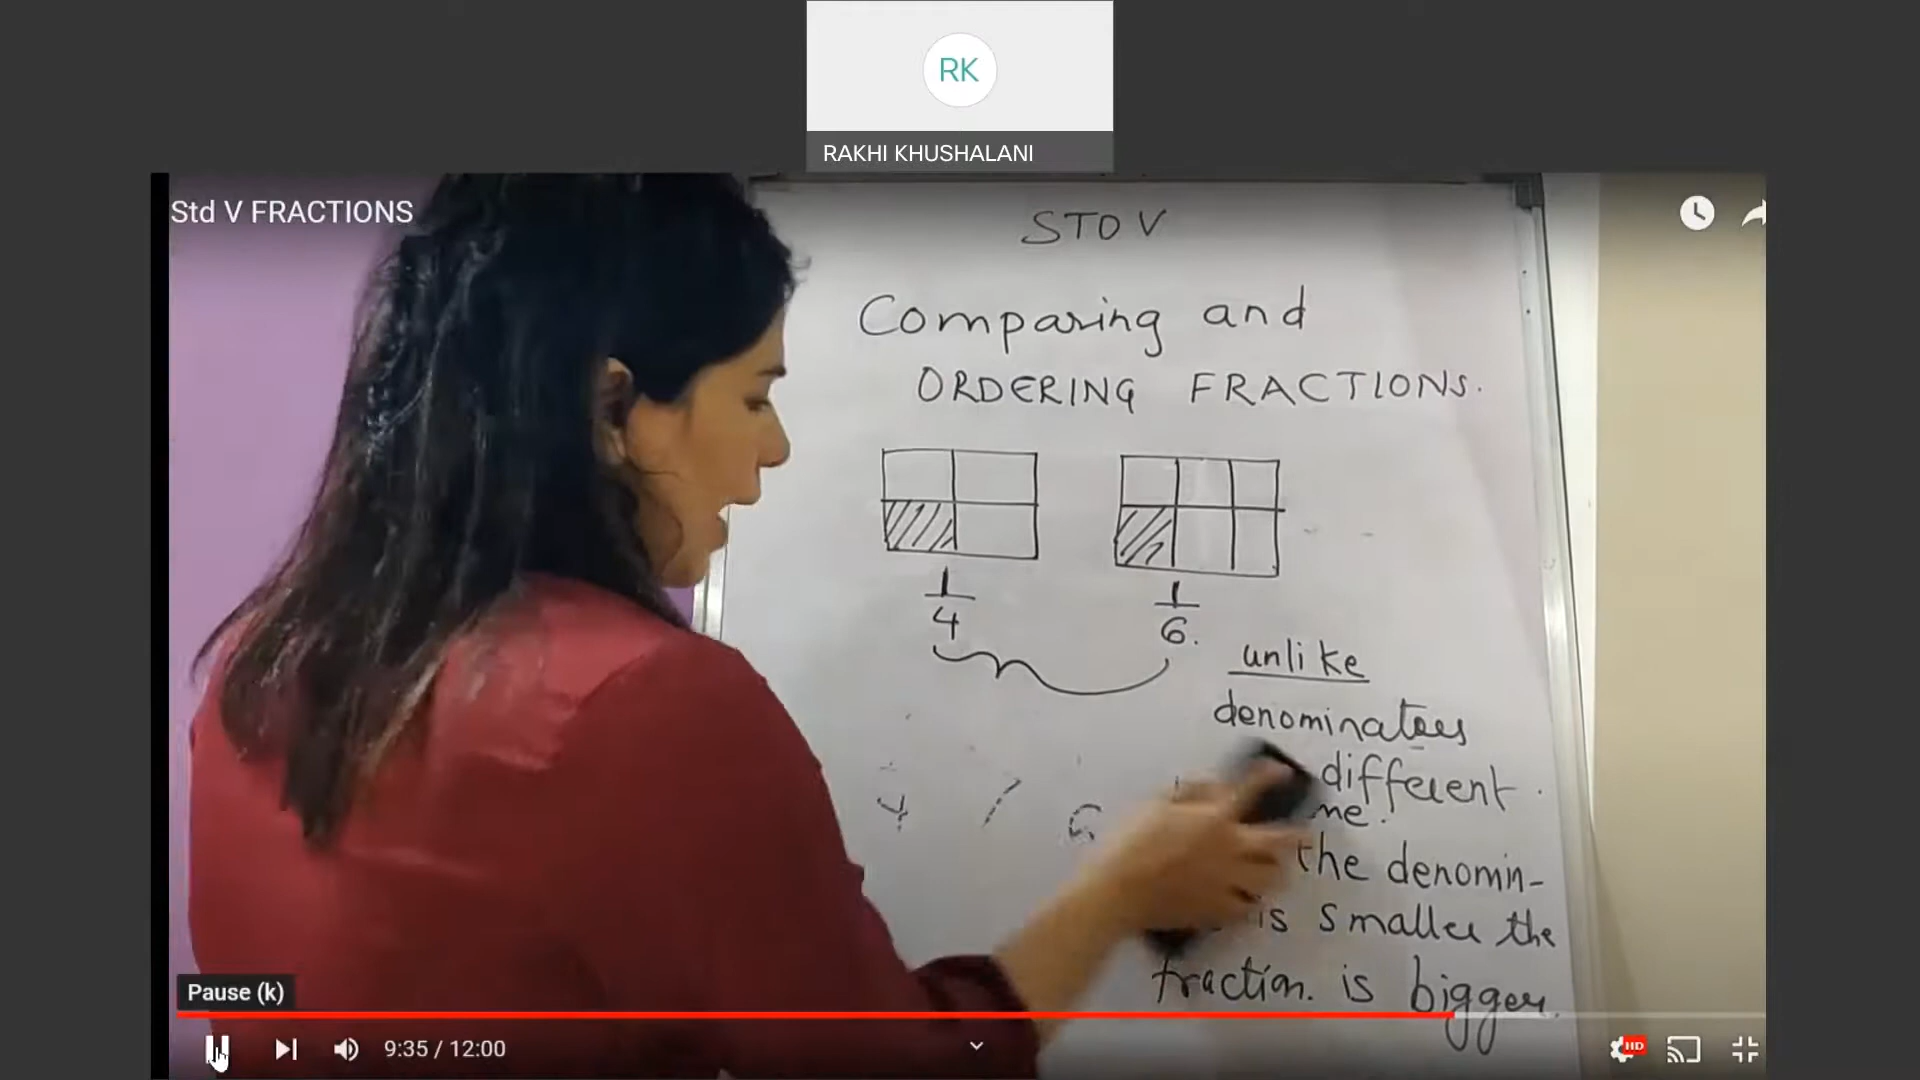 RK
RAKHI KHUSHALANI
Std V FRACTIONS
STD V
Comparing and
ORDERING FRACTIONS.
1
4
1
6.
unlike
denominators
different.
the denomin-
is smaller the
fraction. is bigger.
Pause (k)
9:35 / 12:00
HD